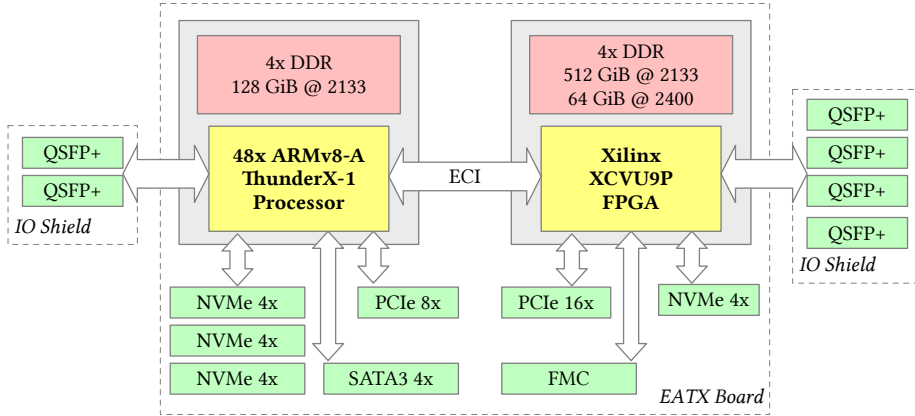 4x DDR
128 GiB @ 2133
4x DDR
512 GiB @ 2133
64 GiB @ 2400
QSFP+
QSFP+
IO Shield
48x ARMv8-A
ThunderX-1
Processor
ECI
Xilinx
XCVU9P
FPGA
QSFP+
QSFP+
QSFP+
QSFP+
IO Shield
NVMe 4x
NVMe 4x
NVMe 4x
PCIe 8x
SATA3 4x
PCIe 16x
NVMe 4x
FMC
EATX Board